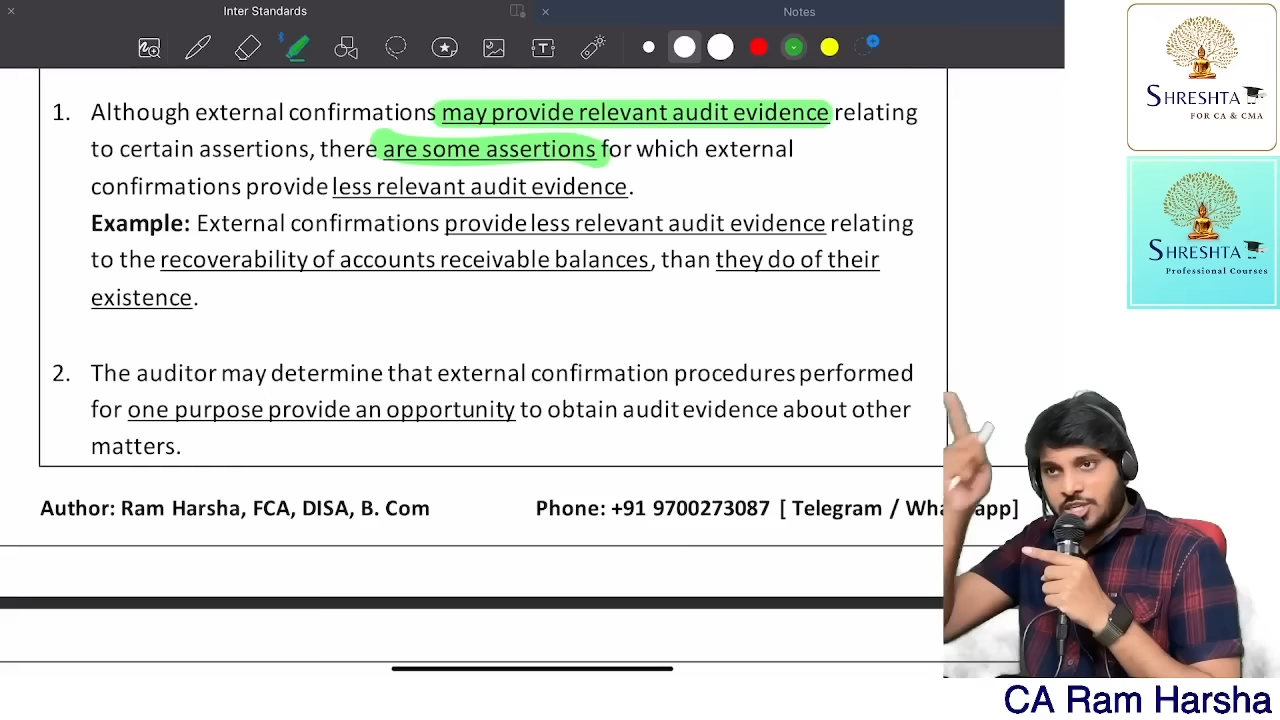 Inter Standards
Notes
1. Although external confirmations may provide relevant audit evidence relating
to certain assertions, there are some assertions for which external
confirmations provide less relevant audit evidence.
Example: External confirmations provide less relevant audit evidence relating
to the recoverability of accounts receivable balances, than they do of their
existence.
2. The auditor may determine that external confirmation procedures performed
for one purpose provide an opportunity to obtain audit evidence about other
matters.
Author: Ram Harsha, FCA, DISA, B. Com
Phone: +91 9700273087 [ Telegram / Wha app]
SHRESHTA
FOR CA & CMA
SHRESHTA
Professional Courses
CA Ram Harsha